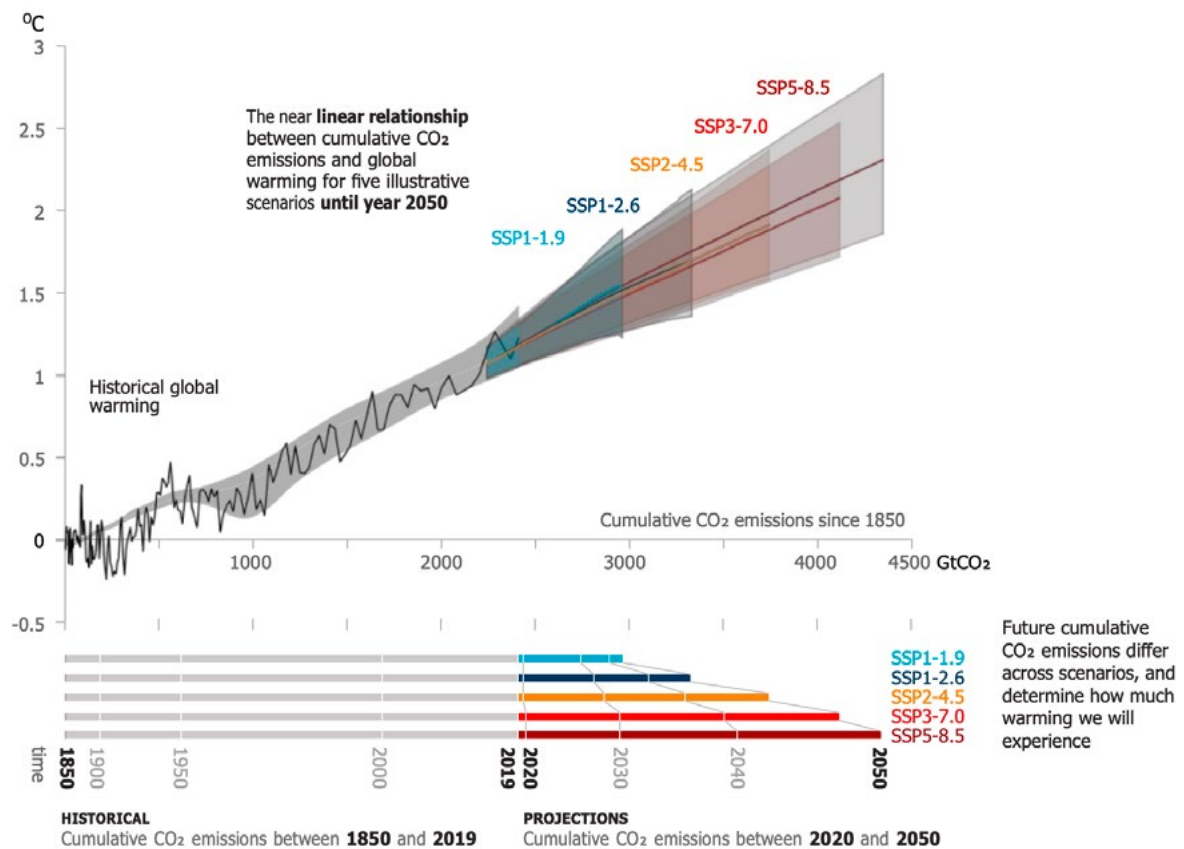 ⁰C
3
SSP5-8.5
The near linear relationship
between cumulative CO₂
emissions and global
warming for five illustrative
scenarios until year 2050
2.5
SSP3-7.0
SSP2-4.5
2
SSP1-2.6
SSP1-1.9
1.5
1
Historical global
warming
0.5
Cumulative CO₂ emissions since 1850
0
1000
2000
3000
4000
4500 GtCO₂
-0.5
Future cumulative
CO₂ emissions differ
across scenarios, and
determine how much
warming we will
experience
SSP1-1.9
SSP1-2.6
SSP2-4.5
SSP3-7.0
SSP5-8.5
time
1850
1900
1950
2000
2019
2020
2030
2040
2050
HISTORICAL
Cumulative CO₂ emissions between 1850 and 2019
PROJECTIONS
Cumulative CO₂ emissions between 2020 and 2050